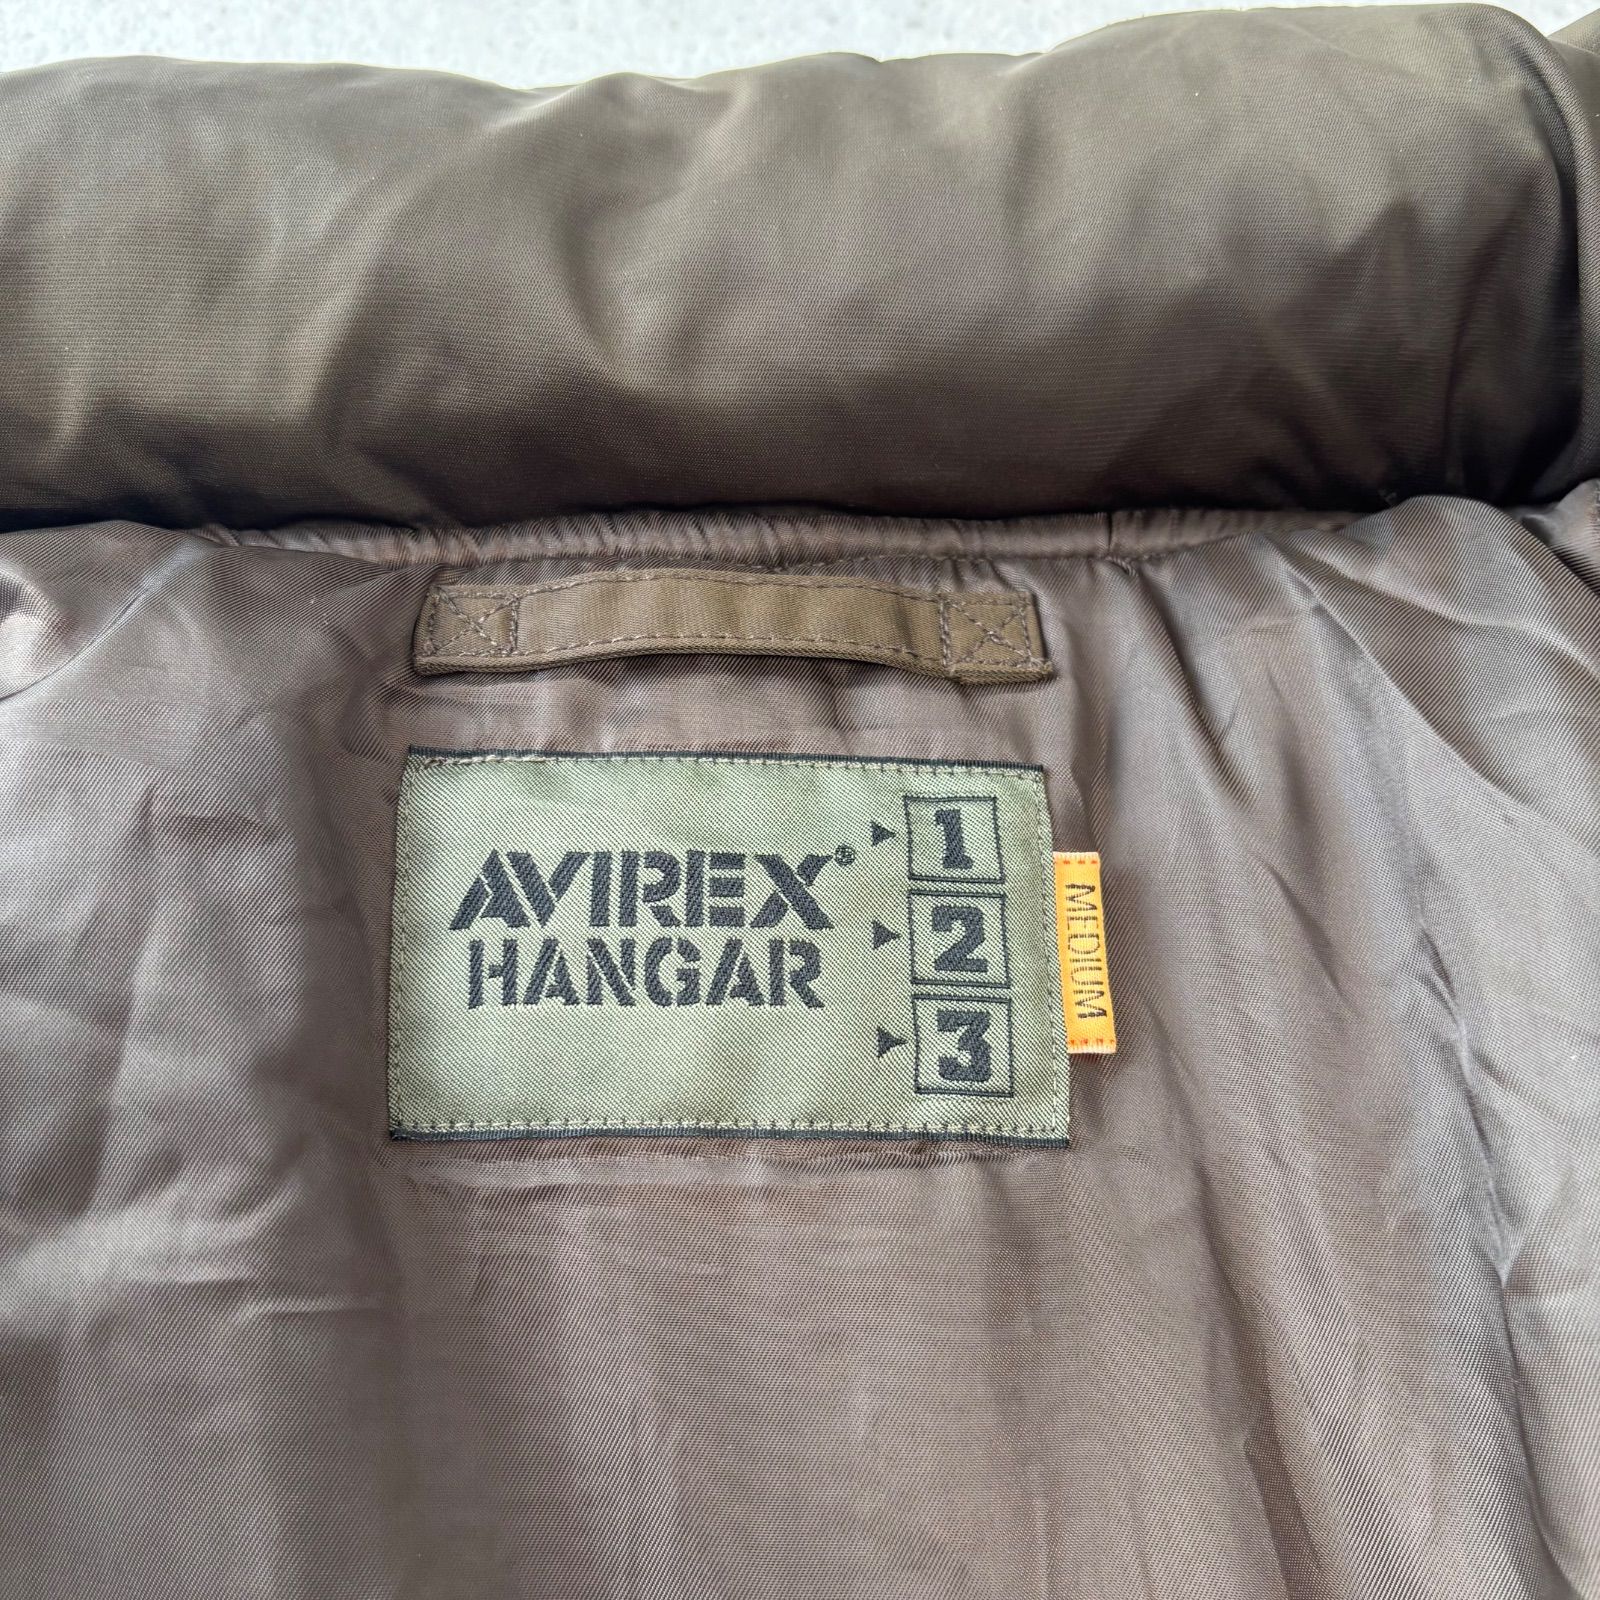 AVIREX®
HANGAR
1
2
3
MEDIUM